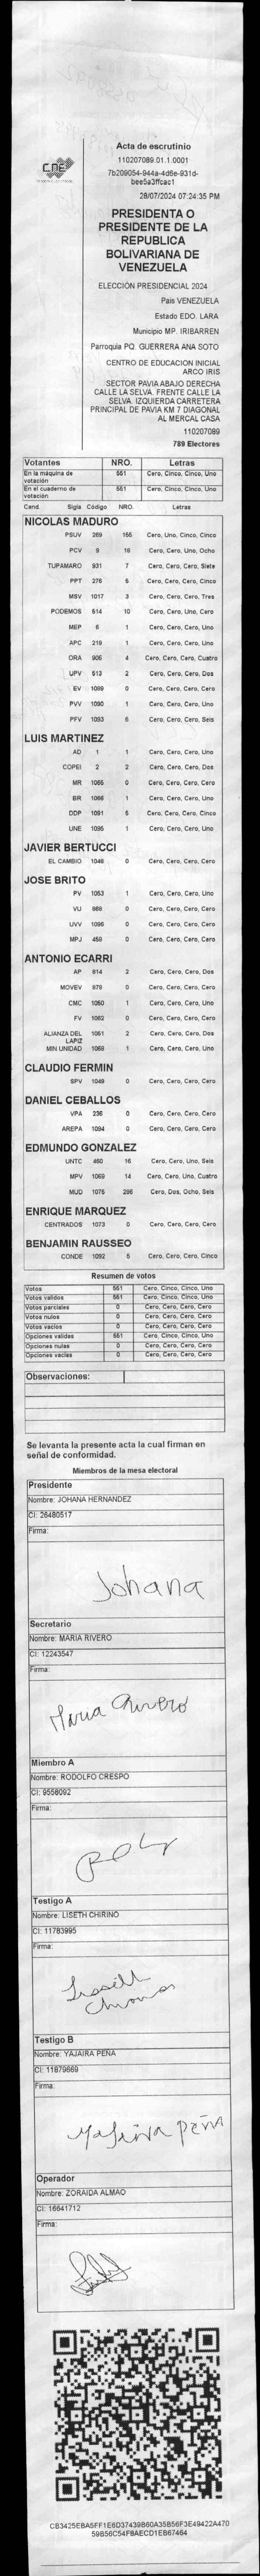 CNE
Acta de escrutinio
110207089.01.1.0001
7b209054-944a-4d6e-931d-
bee5a3ffcac1
28/07/2024 07:24:35 PM
PRESIDENTA O
PRESIDENTE DE LA
REPUBLICA
BOLIVARIANA DE
VENEZUELA
ELECCIÓN PRESIDENCIAL 2024
Pais VENEZUELA
Estado EDO. LARA
Municipio MP. IRIBARREN
Parroquia PQ. GUERRERA ANA SOTO
CENTRO DE EDUCACION INICIAL
ARCO IRIS
SECTOR PAVIA ABAJO DERECHA
CALLE LA SELVA. FRENTE CALLE LA
SELVA. IZQUIERDA CARRETERA
PRINCIPAL DE PAVIA KM 7 DIAGONAL
AL MERCAL CASA
110207089
789 Electores
Votantes NRO. Letras
En la máquina de votación 551 Cero, Cinco, Cinco, Uno
En el cuaderno de votación 551 Cero, Cinco, Cinco, Uno
Cand. Sigla Código NRO. Letras
NICOLAS MADURO
PSUV 269 155 Cero, Uno, Cinco, Cinco
PCV 9 18 Cero, Cero, Uno, Ocho
TUPAMARO 931 7 Cero, Cero, Cero, Siete
PPT 276 5 Cero, Cero, Cero, Cinco
MSV 1017 3 Cero, Cero, Cero, Tres
PODEMOS 514 10 Cero, Cero, Uno, Cero
MEP 6 1 Cero, Cero, Cero, Uno
APC 219 1 Cero, Cero, Cero, Uno
ORA 905 4 Cero, Cero, Cero, Cuatro
UPV 513 2 Cero, Cero, Cero, Dos
EV 1089 0 Cero, Cero, Cero, Cero
PVV 1090 1 Cero, Cero, Cero, Uno
PFV 1093 6 Cero, Cero, Cero, Seis
LUIS MARTINEZ
AD 1 1 Cero, Cero, Cero, Uno
COPEI 2 2 Cero, Cero, Cero, Dos
MR 1065 0 Cero, Cero, Cero, Cero
BR 1066 1 Cero, Cero, Cero, Uno
DDP 1091 5 Cero, Cero, Cero, Cinco
UNE 1095 1 Cero, Cero, Cero, Uno
JAVIER BERTUCCI
EL CAMBIO 1046 0 Cero, Cero, Cero, Cero
JOSE BRITO
PV 1053 1 Cero, Cero, Cero, Uno
VU 868 0 Cero, Cero, Cero, Cero
UVV 1096 0 Cero, Cero, Cero, Cero
MPJ 459 0 Cero, Cero, Cero, Cero
ANTONIO ECARRI
AP 814 2 Cero, Cero, Cero, Dos
MOVEV 979 0 Cero, Cero, Cero, Cero
CMC 1050 1 Cero, Cero, Cero, Uno
FV 1062 0 Cero, Cero, Cero, Cero
ALIANZA DEL LAPIZ 1051 2 Cero, Cero, Cero, Dos
MIN UNIDAD 1068 1 Cero, Cero, Cero, Uno
CLAUDIO FERMIN
SPV 1049 0 Cero, Cero, Cero, Cero
DANIEL CEBALLOS
VPA 236 0 Cero, Cero, Cero, Cero
AREPA 1094 0 Cero, Cero, Cero, Cero
EDMUNDO GONZALEZ
UNTC 460 16 Cero, Cero, Uno, Seis
MPV 1069 14 Cero, Cero, Uno, Cuatro
MUD 1075 286 Cero, Dos, Ocho, Seis
ENRIQUE MARQUEZ
CENTRADOS 1073 0 Cero, Cero, Cero, Cero
BENJAMIN RAUSSEO
CONDE 1092 5 Cero, Cero, Cero, Cinco
Resumen de votos
Votos 551 Cero, Cinco, Cinco, Uno
Votos validos 551 Cero, Cinco, Cinco, Uno
Votos parciales 0 Cero, Cero, Cero, Cero
Votos nulos 0 Cero, Cero, Cero, Cero
Votos vacios 0 Cero, Cero, Cero, Cero
Opciones validas 551 Cero, Cinco, Cinco, Uno
Opciones nulas 0 Cero, Cero, Cero, Cero
Opciones vacias 0 Cero, Cero, Cero, Cero
Observaciones:
Se levanta la presente acta la cual firman en
señal de conformidad.
Miembros de la mesa electoral
Presidente
Nombre: JOHANA HERNANDEZ
CI: 26480517
Firma:
Johana
Secretario
Nombre: MARIA RIVERO
CI: 12243547
Firma:
Maria Rivero
Miembro A
Nombre: RODOLFO CRESPO
CI: 9558092
Firma:
Testigo A
Nombre: LISETH CHIRINO
CI: 11783995
Firma:
Testigo B
Nombre: YAJAIRA PEÑA
CI: 11879669
Firma:
Yajaira peña
Operador
Nombre: ZORAIDA ALMAO
CI: 16641712
Firma:
CB3425EBA5FF1E6D37439B60A35B56F3E49422A470
59B56C54F8AECD1EB67464